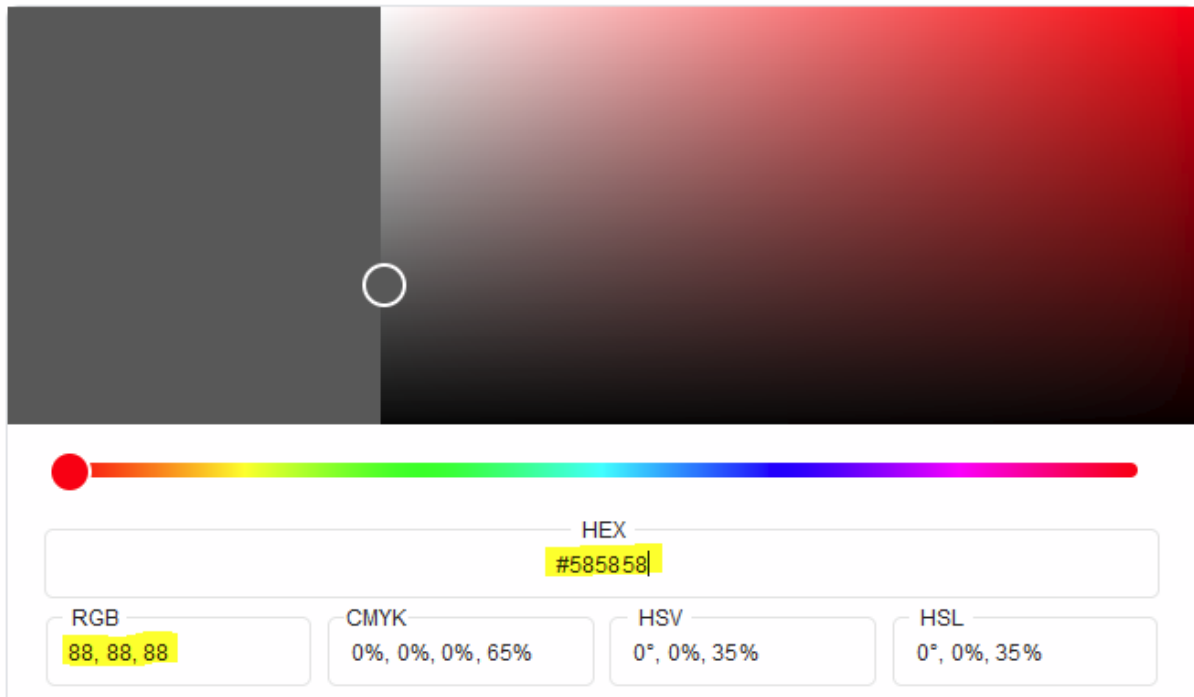 HEX
#585858
RGB
88, 88, 88
CMYK
0%, 0%, 0%, 65%
HSV
0°, 0%, 35%
HSL
0°, 0%, 35%